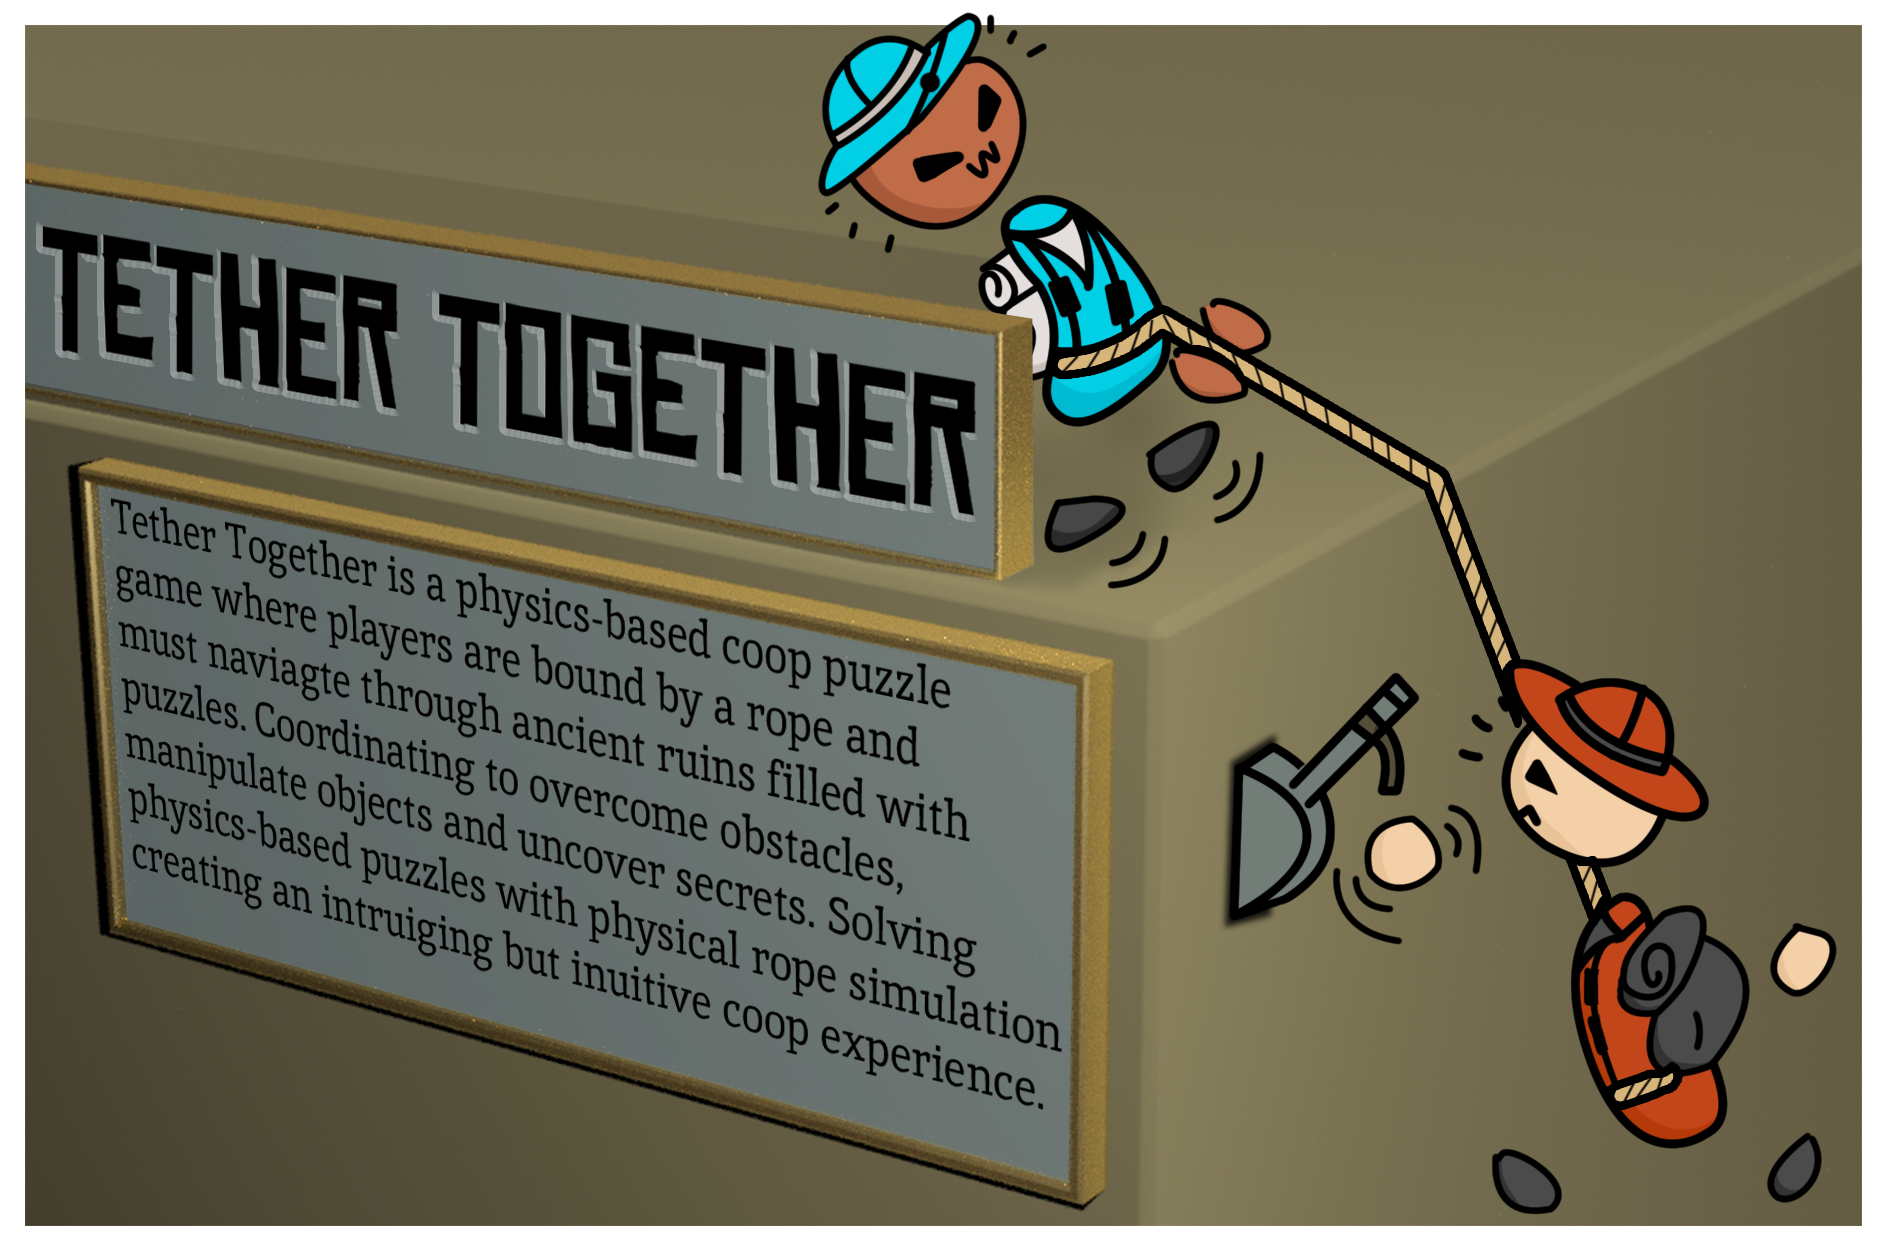 TETHER TOGETHER
Tether Together is a physics-based coop puzzle
game where players are bound by a rope and
must naviagte through ancient ruins filled with
puzzles. Coordinating to overcome obstacles,
manipulate objects and uncover secrets. Solving
physics-based puzzles with physical rope simulation
creating an intruiging but inuitive coop experience.